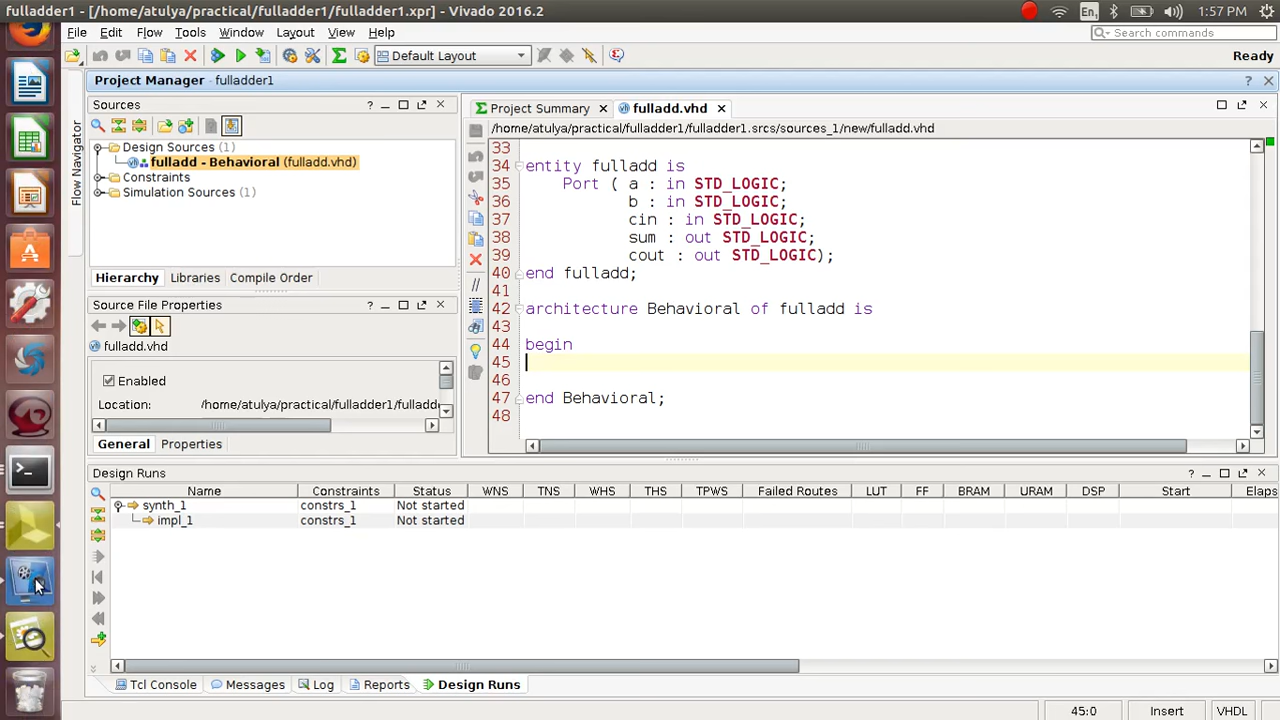 fulladder1 - [/home/atulya/practical/fulladder1/fulladder1.xpr] - Vivado 2016.2
En
1:57 PM
File Edit Flow Tools Window Layout View Help
Search commands
Default Layout
Ready
Project Manager - fulladder1
Flow Navigator
Sources
Design Sources (1)
fulladd - Behavioral (fulladd.vhd)
Constraints
Simulation Sources (1)
Hierarchy Libraries Compile Order
Source File Properties
fulladd.vhd
Enabled
Location: /home/atulya/practical/fulladder1/fulladd
General Properties
Project Summary fulladd.vhd
/home/atulya/practical/fulladder1/fulladder1.srcs/sources_1/new/fulladd.vhd
33
34 entity fulladd is
35 Port ( a : in STD_LOGIC;
36 b : in STD_LOGIC;
37 cin : in STD_LOGIC;
38 sum : out STD_LOGIC;
39 cout : out STD_LOGIC);
40 end fulladd;
41
42 architecture Behavioral of fulladd is
43
44 begin
45
46
47 end Behavioral;
48
Design Runs
Name Constraints Status WNS TNS WHS THS TPWS Failed Routes LUT FF BRAM URAM DSP Start Elaps
synth_1 constrs_1 Not started
impl_1 constrs_1 Not started
Tcl Console Messages Log Reports Design Runs
45:0 Insert VHDL